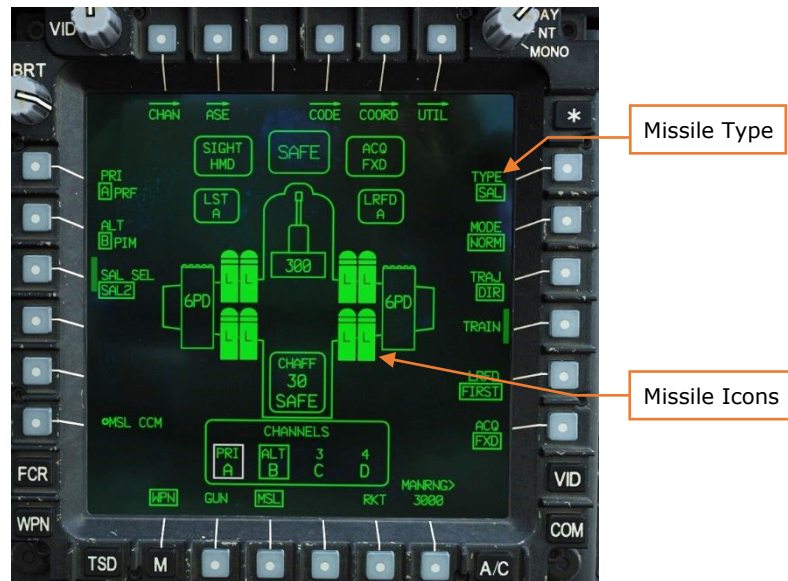 VID
DAY
NT
MONO
BRT
CHAN ASE CODE COORD UTIL
*
SIGHT
HMD
SAFE
ACQ
FXD
Missile Type
PRI
A PRF
LST
A
LRFD
A
TYPE
SAL
ALT
B PIM
MODE
NORM
SAL SEL
SAL2
300
L L L L
TRAJ
DIR
6PD
6PD
TRAIN
L L L L
CHAFF
30
SAFE
LRFD
FIRST
Missile Icons
MSL CCM
CHANNELS
PRI ALT 3 4
A B C D
ACQ
FXD
FCR
VID
WPN GUN MSL RKT MANRNG>
3000
WPN
COM
TSD M A/C